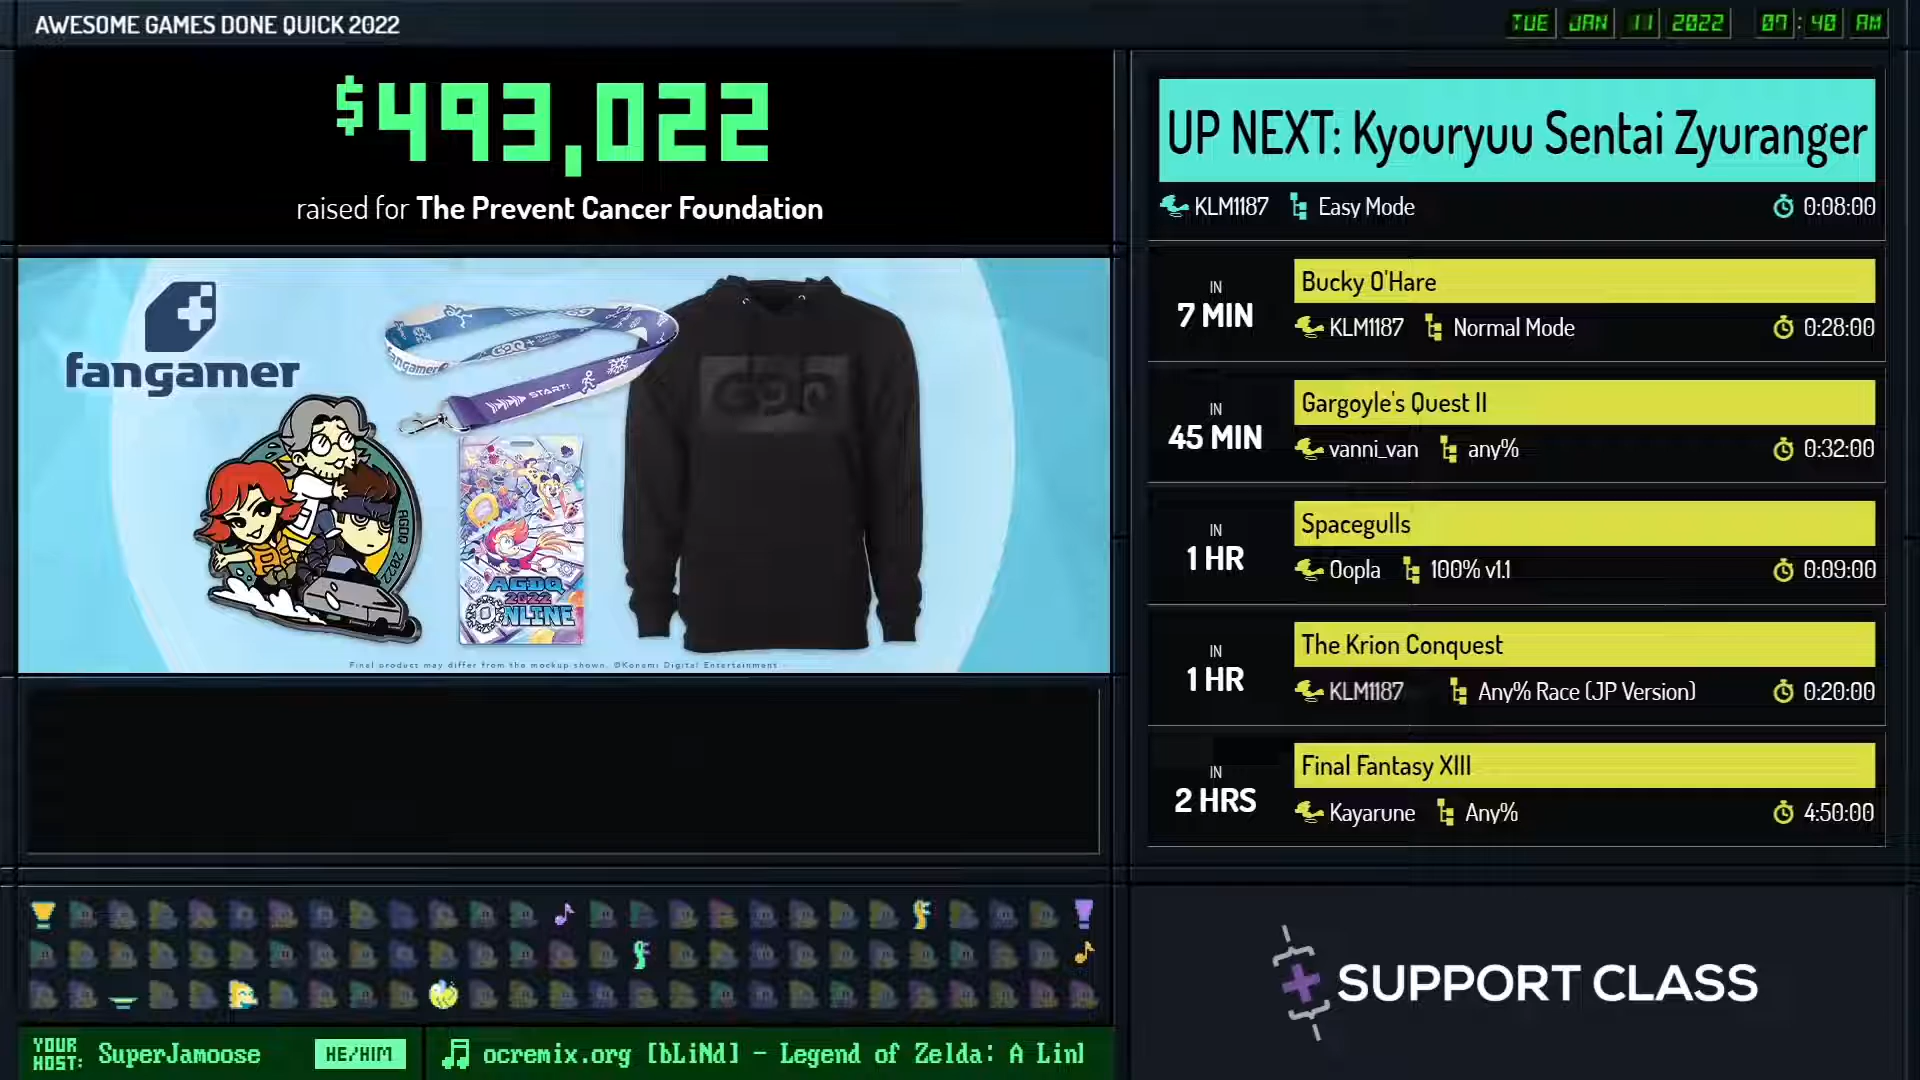 AWESOME GAMES DONE QUICK 2022
TUE JAN 11 2022 07:40 AM
$493,022
raised for The Prevent Cancer Foundation
fangamer
fangamer
GDQ
START!
GDQ
AGDQ 2022
AGDQ
2022
ONLINE
Final product may differ from the mockup shown. ©Konami Digital Entertainment
UP NEXT: Kyouryuu Sentai Zyuranger
KLM1187 Easy Mode 0:08:00
IN
7 MIN
Bucky O'Hare
KLM1187 Normal Mode 0:28:00
IN
45 MIN
Gargoyle's Quest II
vanni_van any% 0:32:00
IN
1 HR
Spacegulls
Oopla 100% v1.1 0:09:00
IN
1 HR
The Krion Conquest
KLM1187 Any% Race (JP Version) 0:20:00
IN
2 HRS
Final Fantasy XIII
Kayarune Any% 4:50:00
SUPPORT CLASS
YOUR
HOST: SuperJamoose HE/HIM
ocremix.org [bLiNd] - Legend of Zelda: A Lin